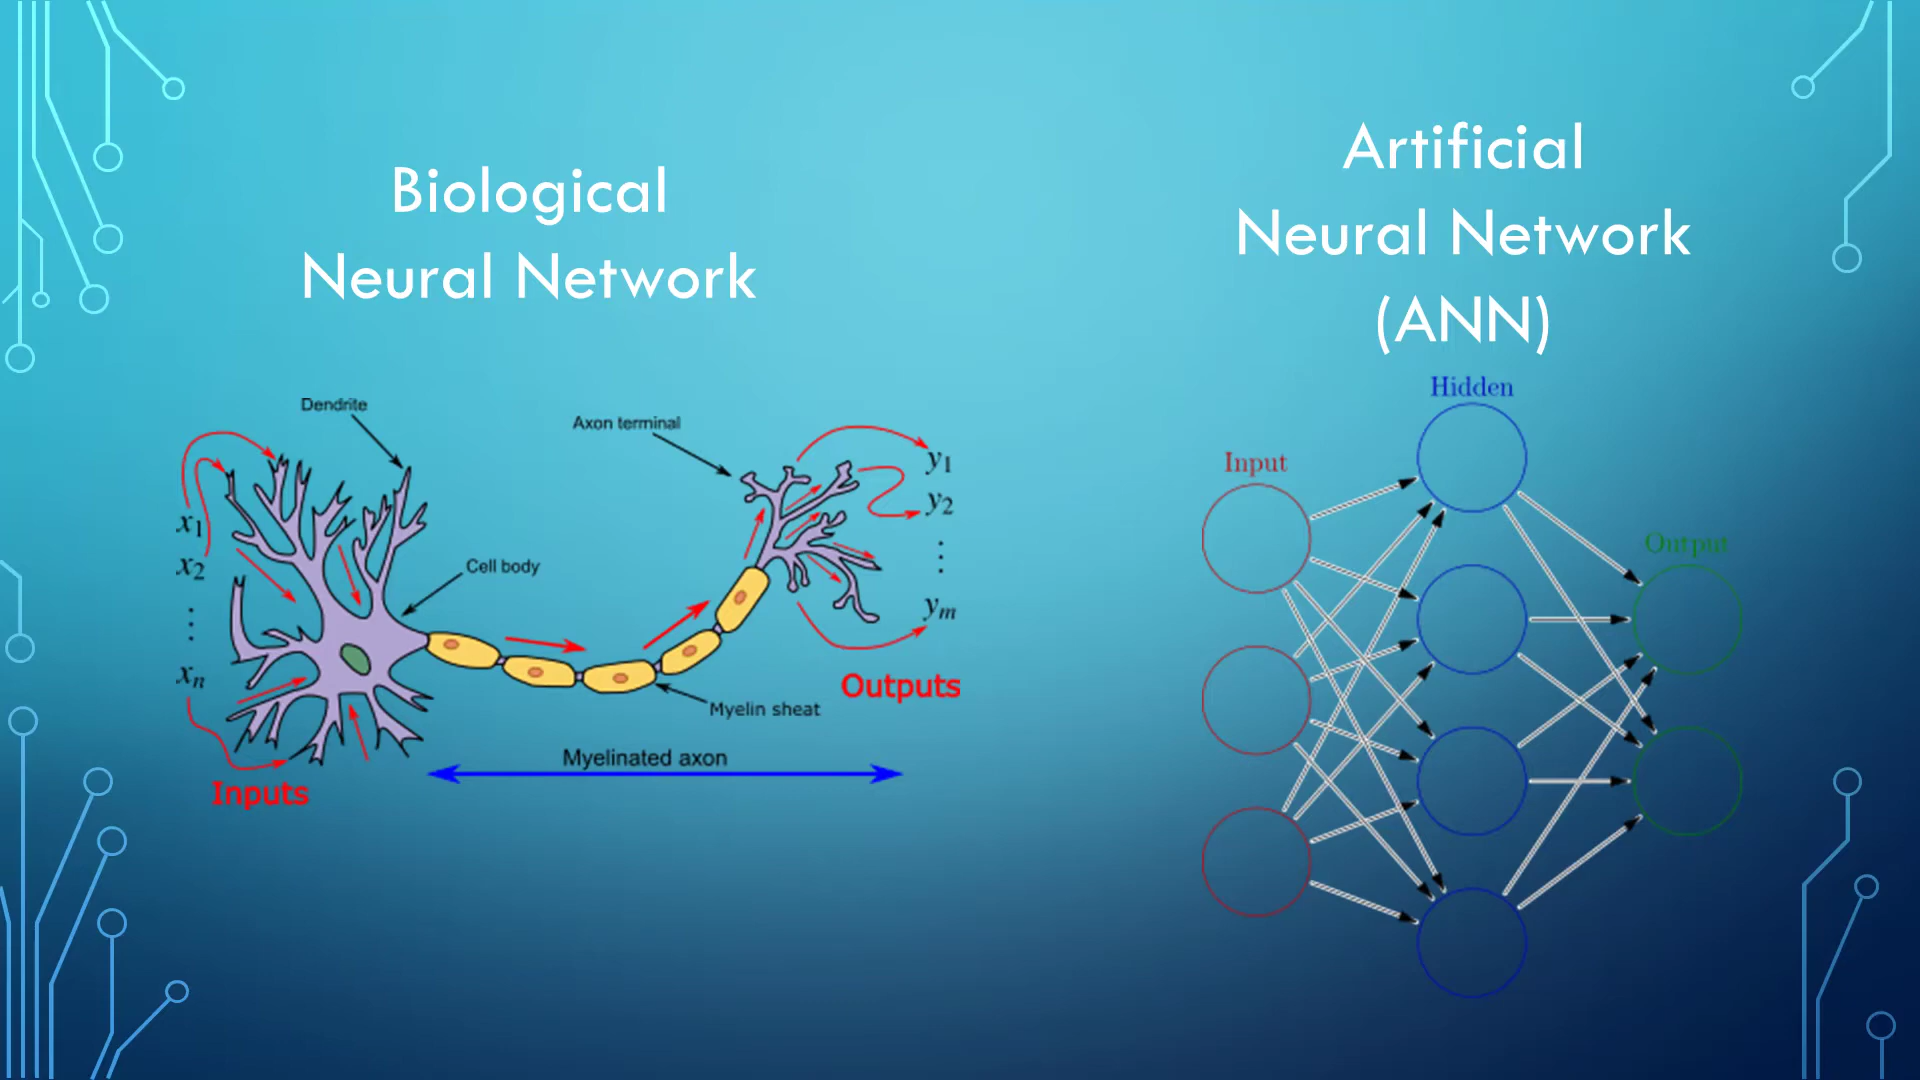 Biological
Neural Network
Dendrite
Axon terminal
x1
x2
⋮
xn
Cell body
y1
y2
⋮
ym
Outputs
Myelin sheat
Myelinated axon
Inputs
Artificial
Neural Network
(ANN)
Hidden
Input
Output